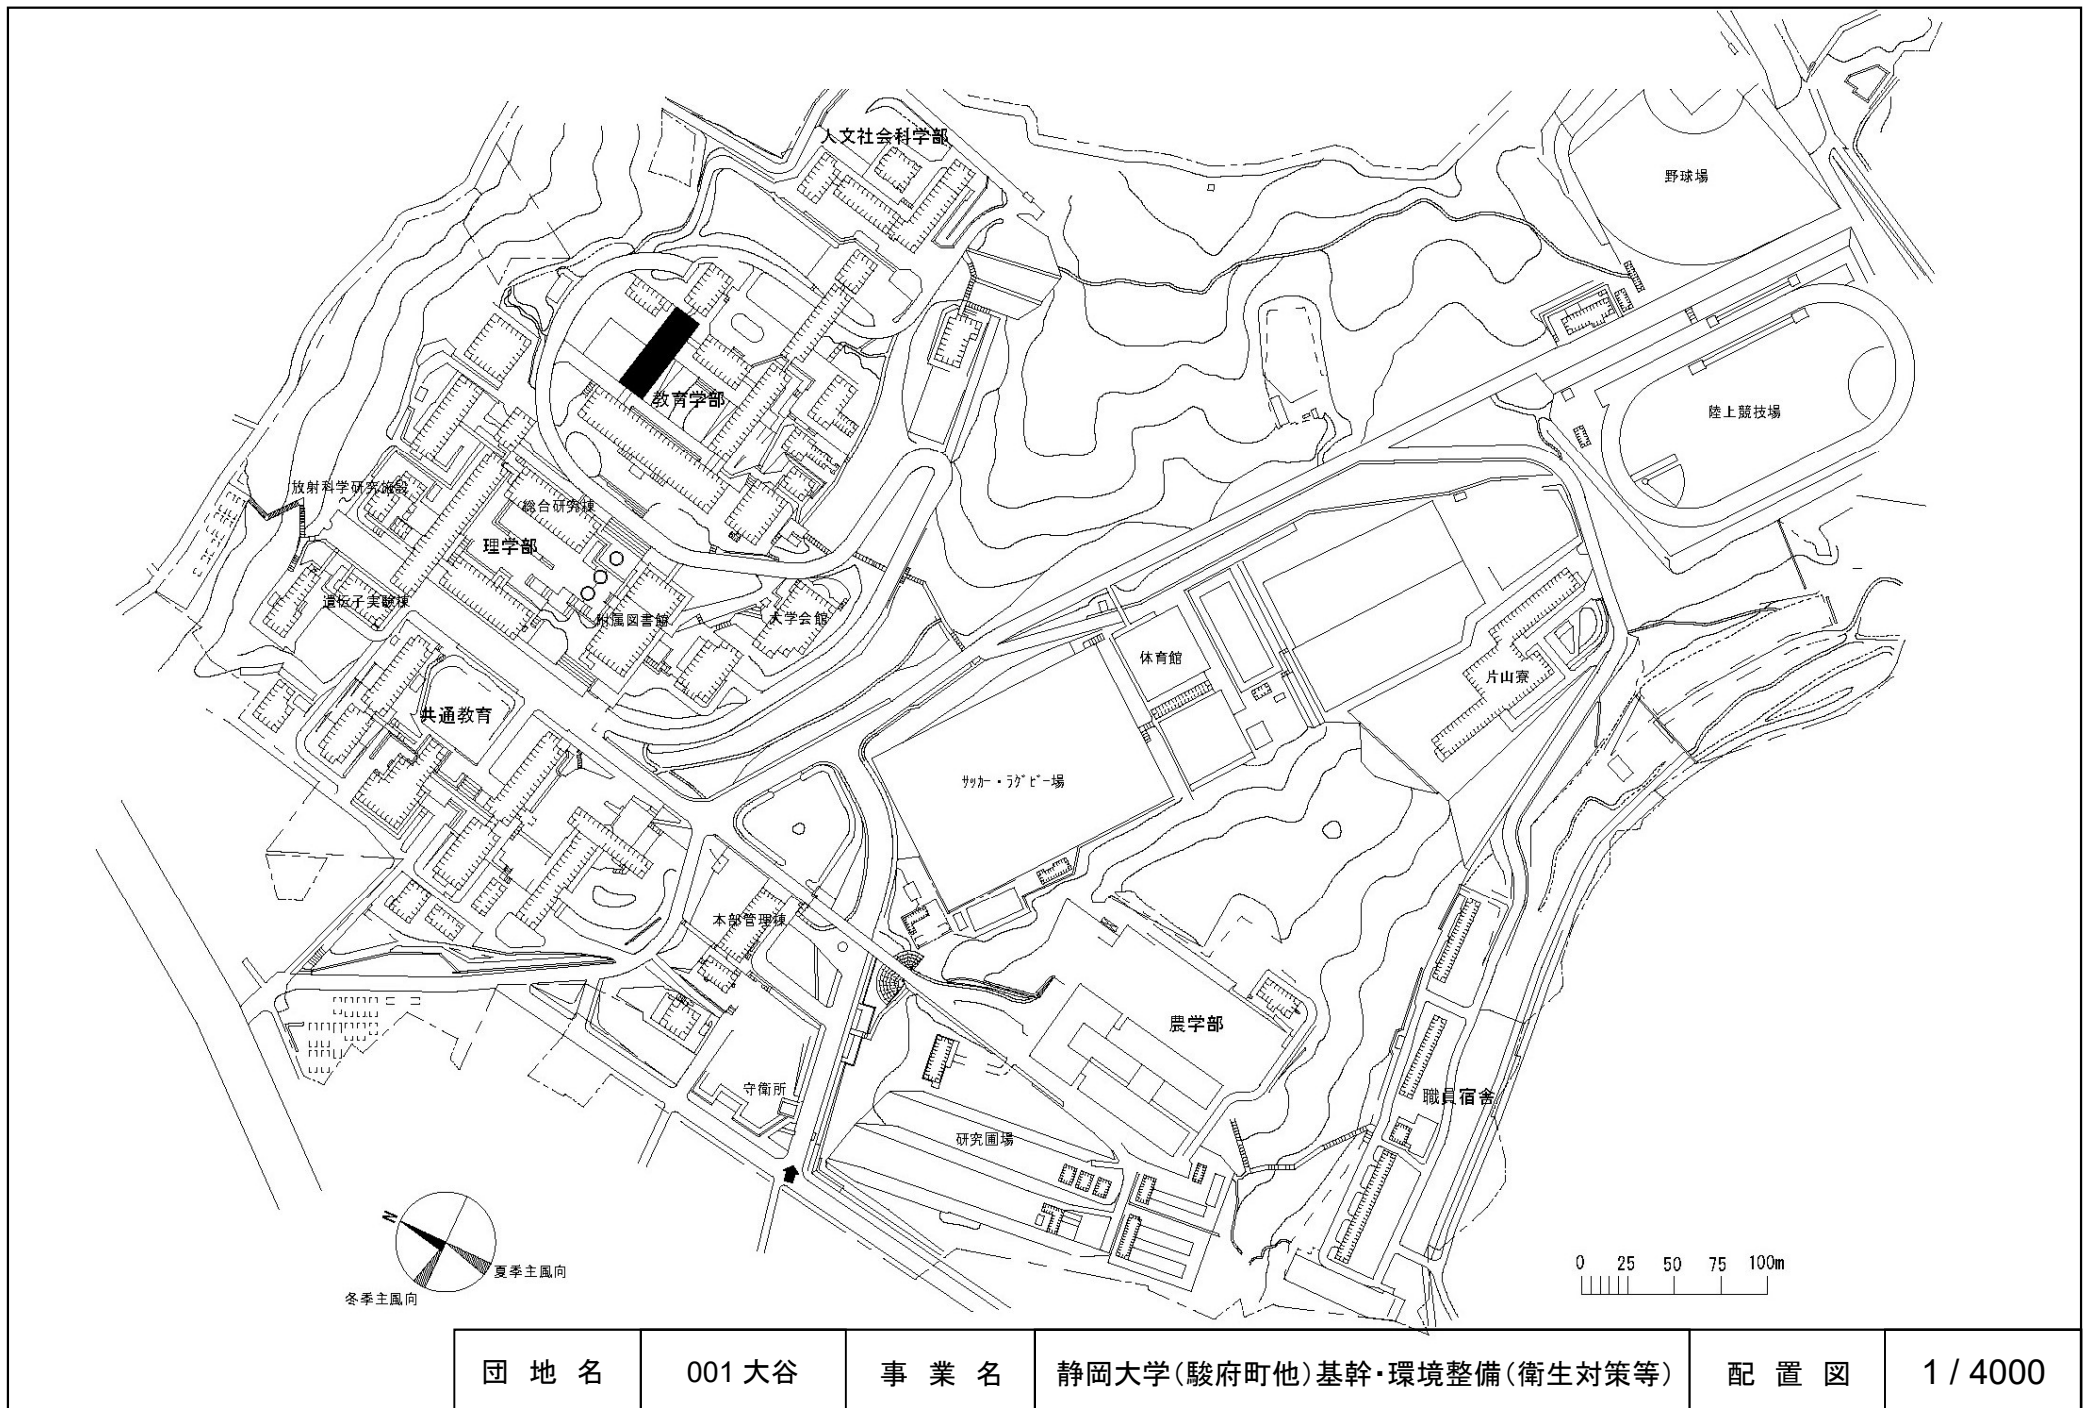 人文社会科学部
野球場
教育学部
陸上競技場
放射科学研究施設
総合研究棟
理学部
遺伝子実験棟
附属図書館
大学会館
体育館
片山寮
共通教育
サッカー・ラグビー場
本部管理棟
農学部
守衛所
職員宿舎
研究圃場
N
夏季主風向
冬季主風向
0 25 50 75 100m
団地名 001 大谷 事業名 静岡大学(駿府町他)基幹・環境整備(衛生対策等) 配置図 1 / 4000